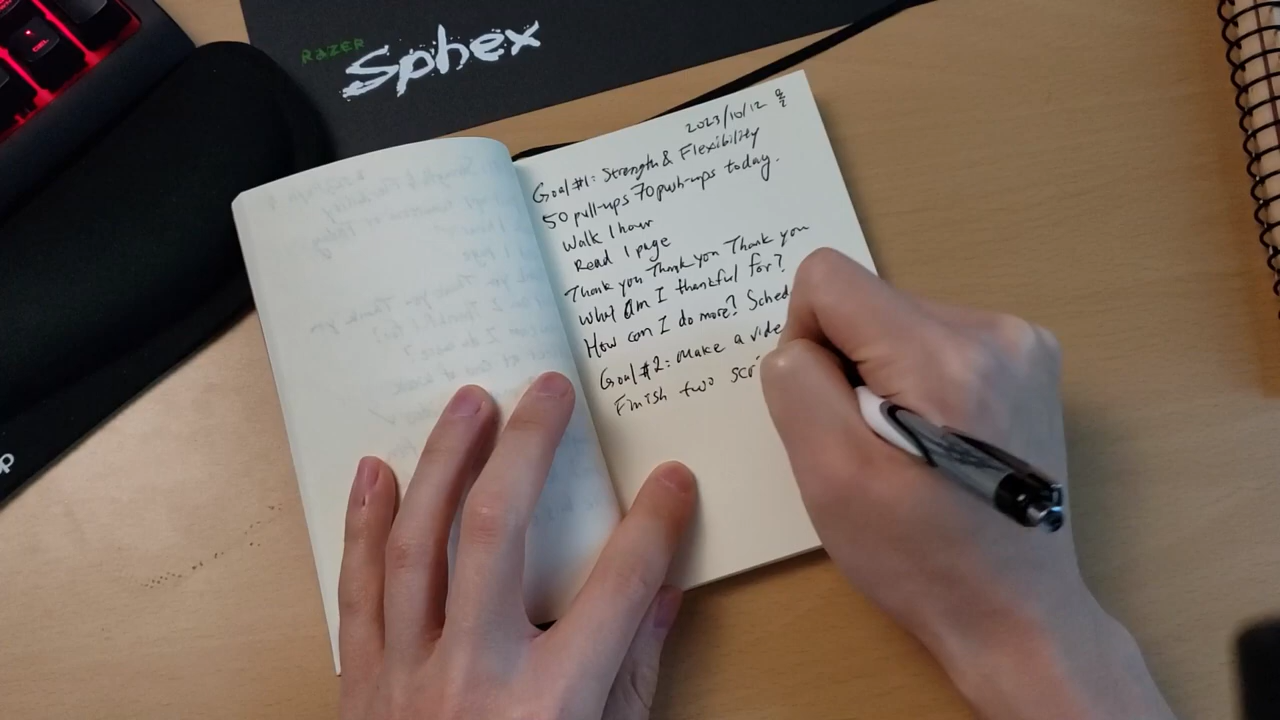 DEL
RAZER
Sphex
2023/10/12
Goal #1: Strength & Flexibility
50 pull-ups 70 push-ups today.
Walk 1 hour
Read 1 page
Thank you Thank you Thank you
What Am I thankful for?
How can I do more? Sched
Goal #2: Make a vide
Finish two scri